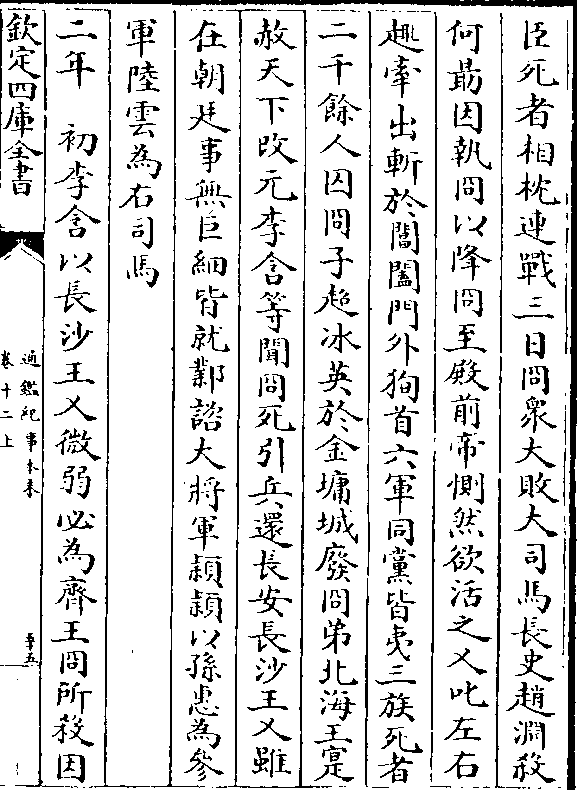 臣死者相枕連戰三日冏衆大敗大司馬長史趙淵殺
何勗因執冏以降冏至殿前帝惻然欲活之乂叱左右
趣牽出斬於閶闔門外狥首六軍同黨皆夷三族死者
二千餘人囚冏子超冰英於金墉城廢冏弟北海王寔
赦天下改元李含等聞冏死引兵還長安長沙王乂雖
在朝廷事無巨細皆就鄴諮大將軍穎穎以孫惠為參
軍陸雲為右司馬
二年　初李含以長沙王乂微弱必為齊王冏所殺因
欽定四庫全書
通鑑紀事本末
卷十二上
辛五